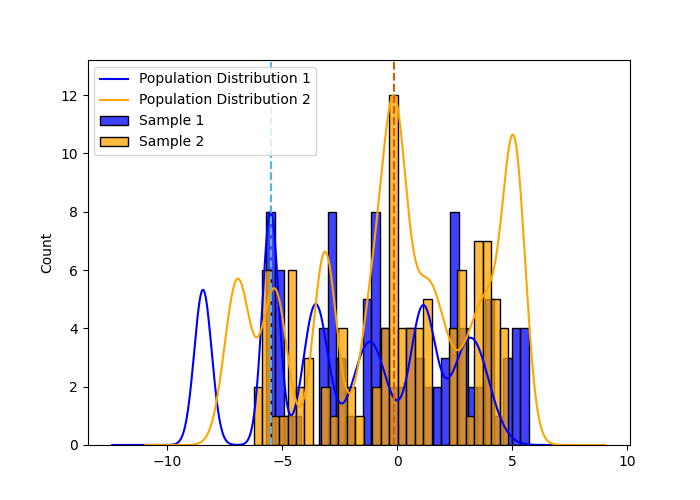 Population Distribution 1
Population Distribution 2
Sample 1
Sample 2
Count
12
10
8
6
4
2
0
−10 −5 0 5 10